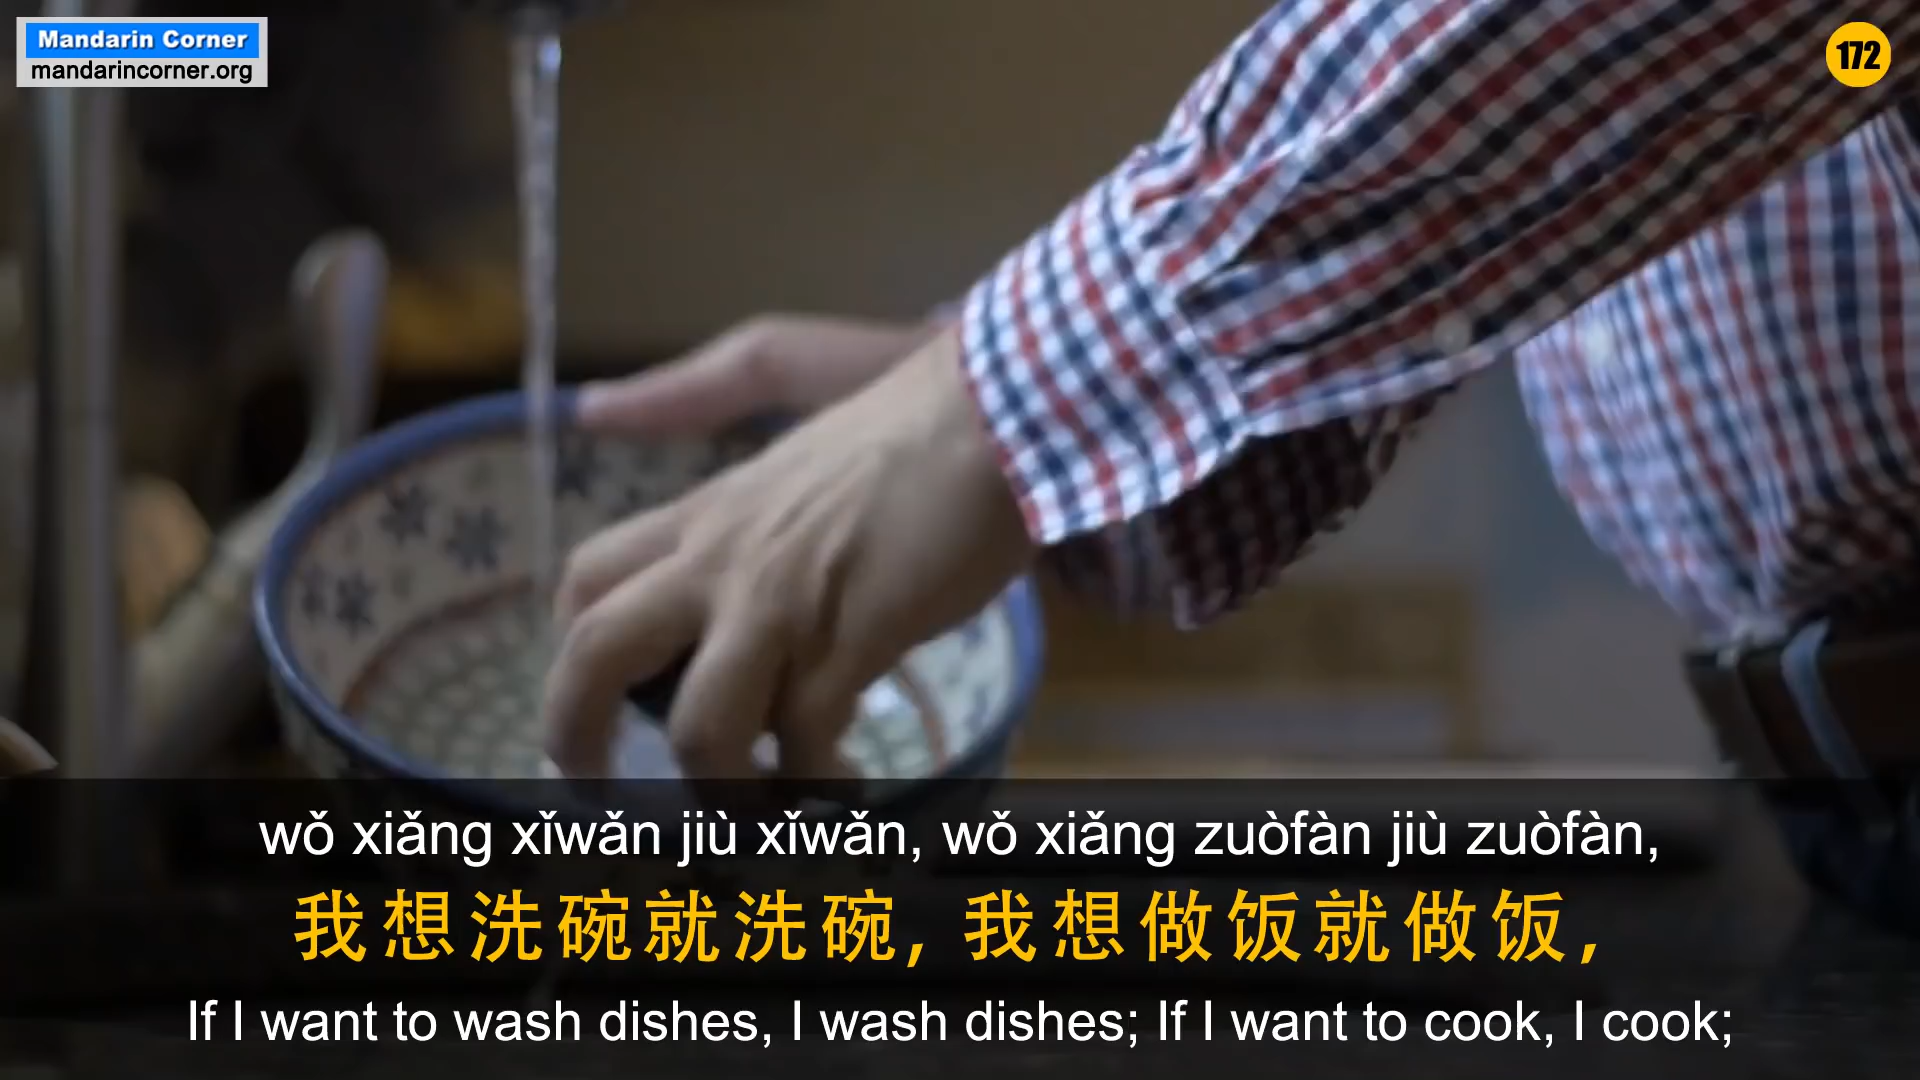 Mandarin Corner
mandarincorner.org
172
wǒ xiǎng xǐwǎn jiù xǐwǎn, wǒ xiǎng zuòfàn jiù zuòfàn,
我想洗碗就洗碗, 我想做饭就做饭,
If I want to wash dishes, I wash dishes; If I want to cook, I cook;